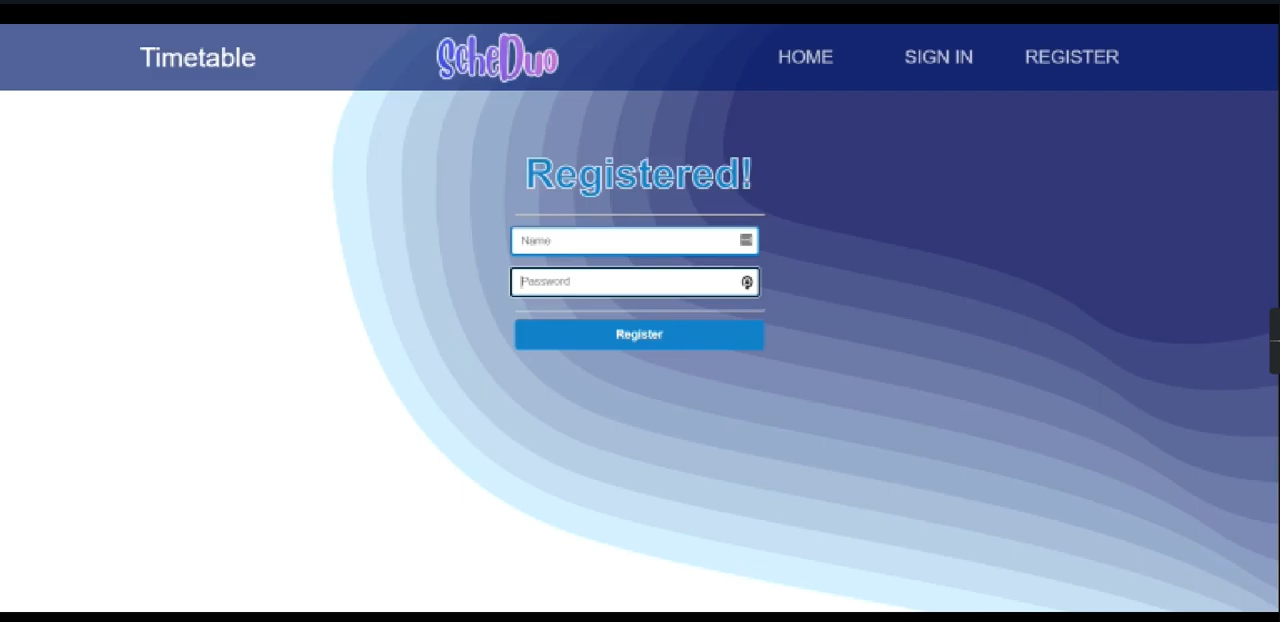 Timetable ScheDuo HOME SIGN IN REGISTER
Registered!
Name
Password
Register